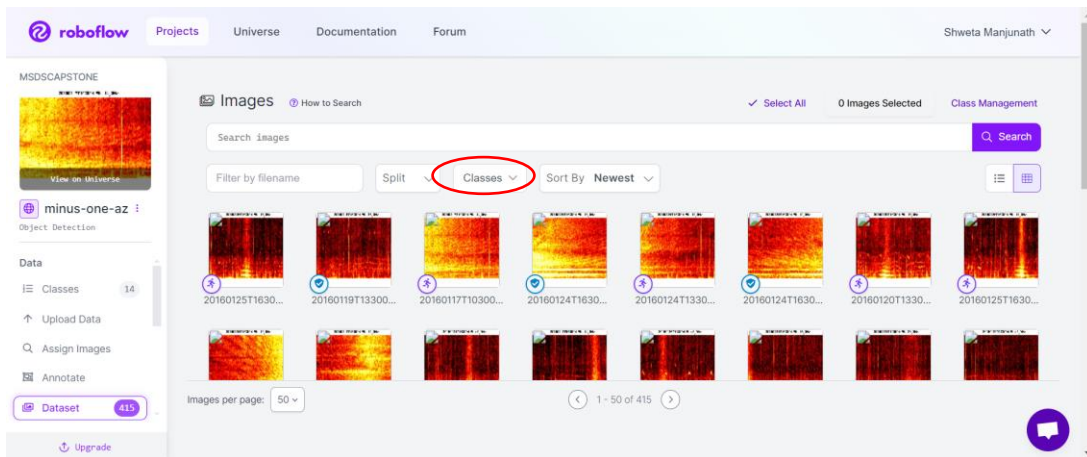 roboflow Projects Universe Documentation Forum Shweta Manjunath
MSDSCAPSTONE
View on Universe
minus-one-az
Object Detection
Data
Classes 14
Upload Data
Assign Images
Annotate
Dataset 415
Upgrade
Images How to Search Select All 0 Images Selected Class Management
Search images Search
Filter by filename Split Classes Sort By Newest
20160125T1630... 20160119T13300... 20160117T10300... 20160124T1630... 20160124T1330... 20160124T1630... 20160120T1330... 20160125T1630...
Images per page: 50 1 - 50 of 415